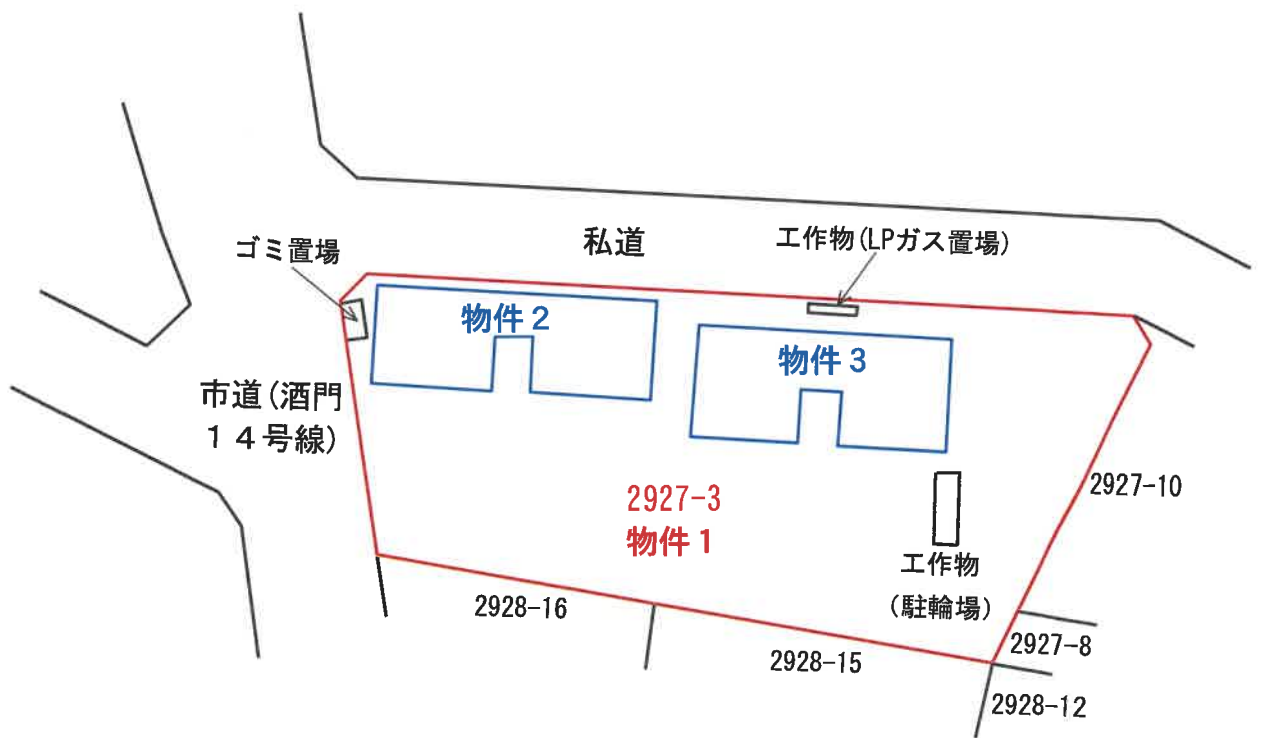 私道
工作物(LPガス置場)
ゴミ置場
物件２
物件３
市道(酒門
１４号線)
2927-3
物件１
2927-10
工作物
(駐輪場)
2928-16
2928-15
2927-8
2928-12